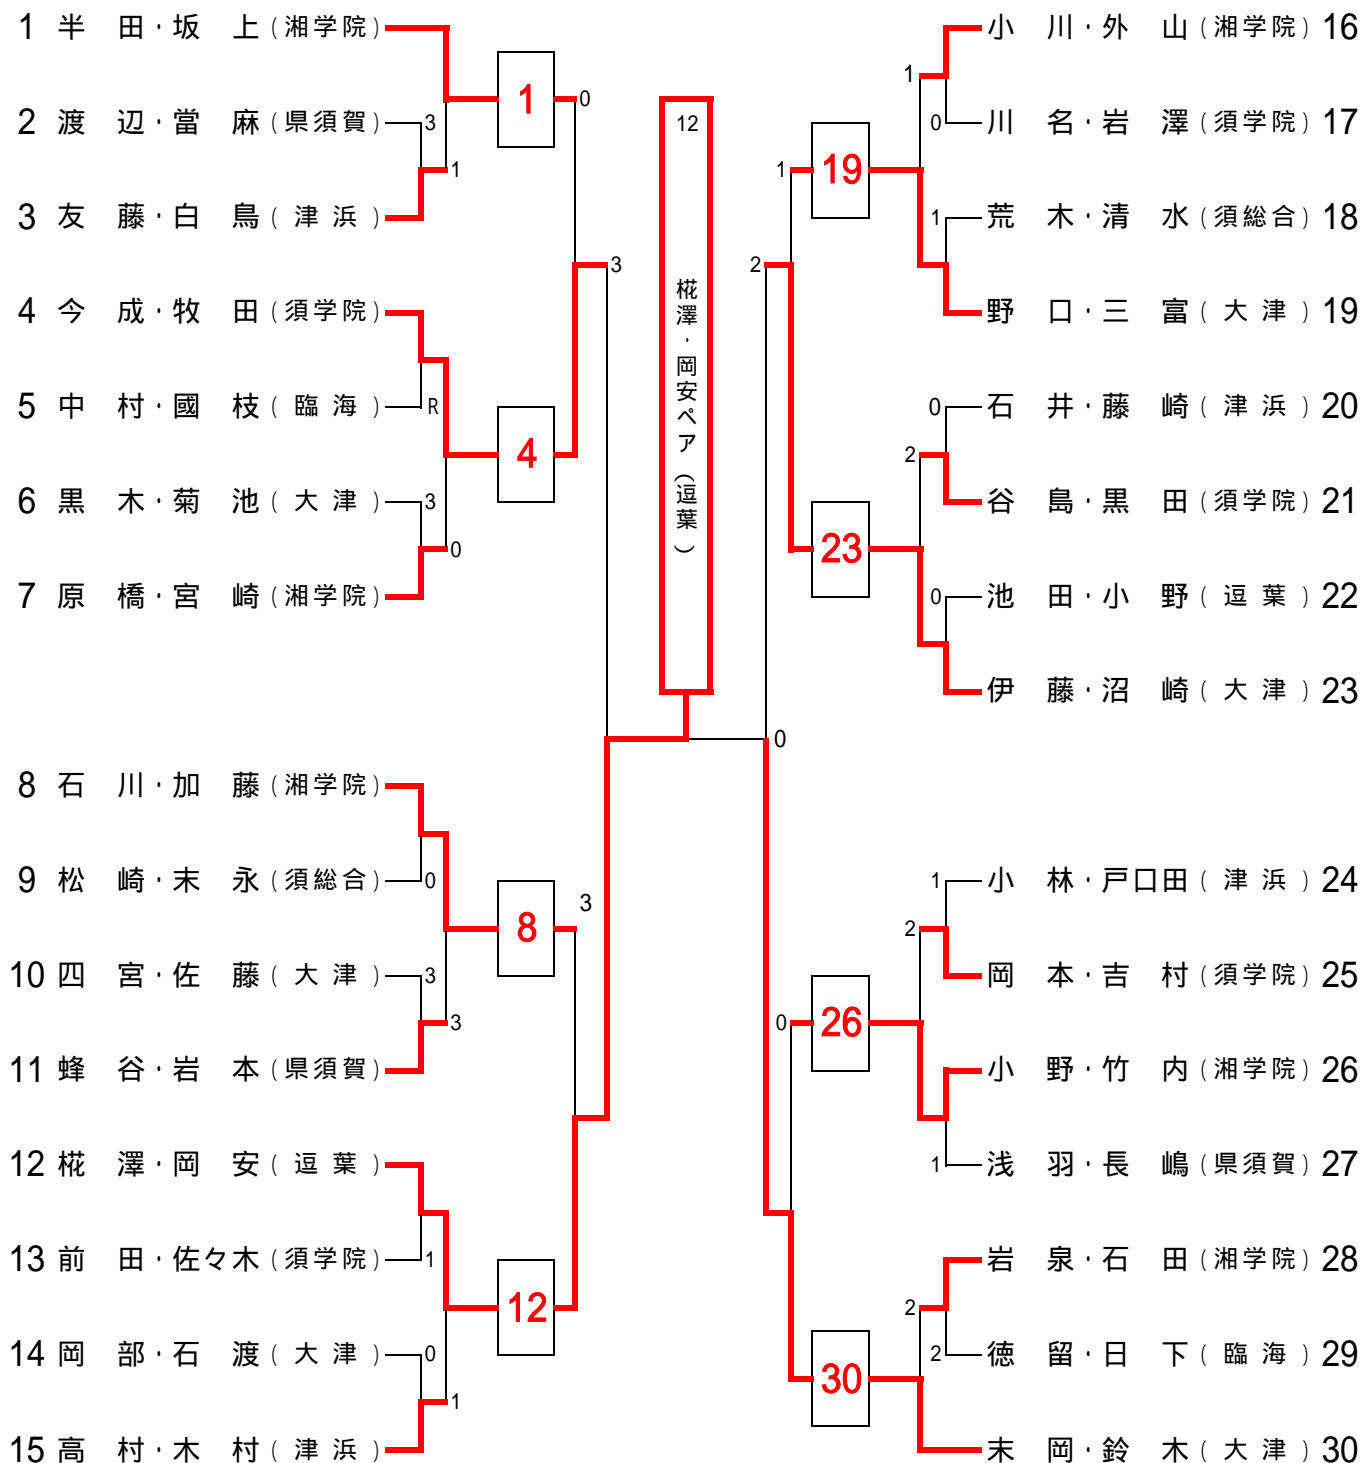 1 半 田・坂 上 (湘学院)
2 渡 辺・當 麻 (県須賀)
3 友 藤・白 鳥 (津浜)
4 今 成・牧 田 (須学院)
5 中 村・國 枝 (臨海)
6 黒 木・菊 池 (大津)
7 原 橋・宮 崎 (湘学院)
8 石 川・加 藤 (湘学院)
9 松 崎・末 永 (須総合)
10 四 宮・佐 藤 (大津)
11 蜂 谷・岩 本 (県須賀)
12 椛 澤・岡 安 (逗葉)
13 前 田・佐々木 (須学院)
14 岡 部・石 渡 (大津)
15 高 村・木 村 (津浜)
3
1
R
3
0
0
3
3
1
0
1
1
4
8
12
0
3
3
12
椛澤・岡安ペア(逗葉)
0
2
1
0
19
23
26
30
1
0
1
0
2
0
1
2
1
2
2
小 川・外 山 (湘学院) 16
川 名・岩 澤 (須学院) 17
荒 木・清 水 (須総合) 18
野 口・三 富 (大津) 19
石 井・藤 崎 (津浜) 20
谷 島・黒 田 (須学院) 21
池 田・小 野 (逗葉) 22
伊 藤・沼 崎 (大津) 23
小 林・戸口田 (津浜) 24
岡 本・吉 村 (須学院) 25
小 野・竹 内 (湘学院) 26
浅 羽・長 嶋 (県須賀) 27
岩 泉・石 田 (湘学院) 28
徳 留・日 下 (臨海) 29
末 岡・鈴 木 (大津) 30